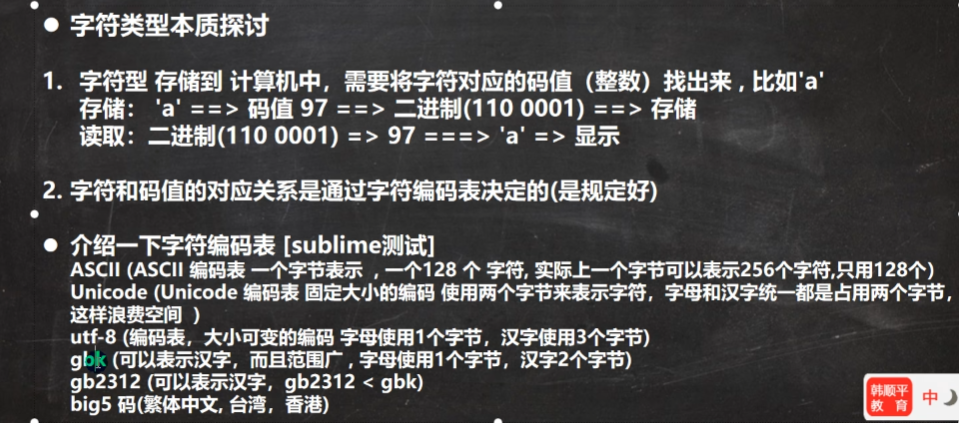 ● 字符类型本质探讨
1. 字符型 存储到 计算机中，需要将字符对应的码值（整数）找出来，比如'a'
存储： 'a' ==> 码值 97 ==> 二进制(110 0001) ==> 存储
读取：二进制(110 0001) => 97 ===> 'a' => 显示
2. 字符和码值的对应关系是通过字符编码表决定的(是规定好)
● 介绍一下字符编码表 [sublime测试]
ASCII (ASCII 编码表 一个字节表示 ，一个128 个 字符, 实际上一个字节可以表示256个字符,只用128个)
Unicode (Unicode 编码表 固定大小的编码 使用两个字节来表示字符，字母和汉字统一都是占用两个字节，
这样浪费空间 )
utf-8 (编码表，大小可变的编码 字母使用1个字节，汉字使用3个字节)
gbk (可以表示汉字，而且范围广，字母使用1个字节，汉字2个字节)
gb2312 (可以表示汉字，gb2312 < gbk)
big5 码(繁体中文, 台湾，香港)
韩顺平
教 育
中